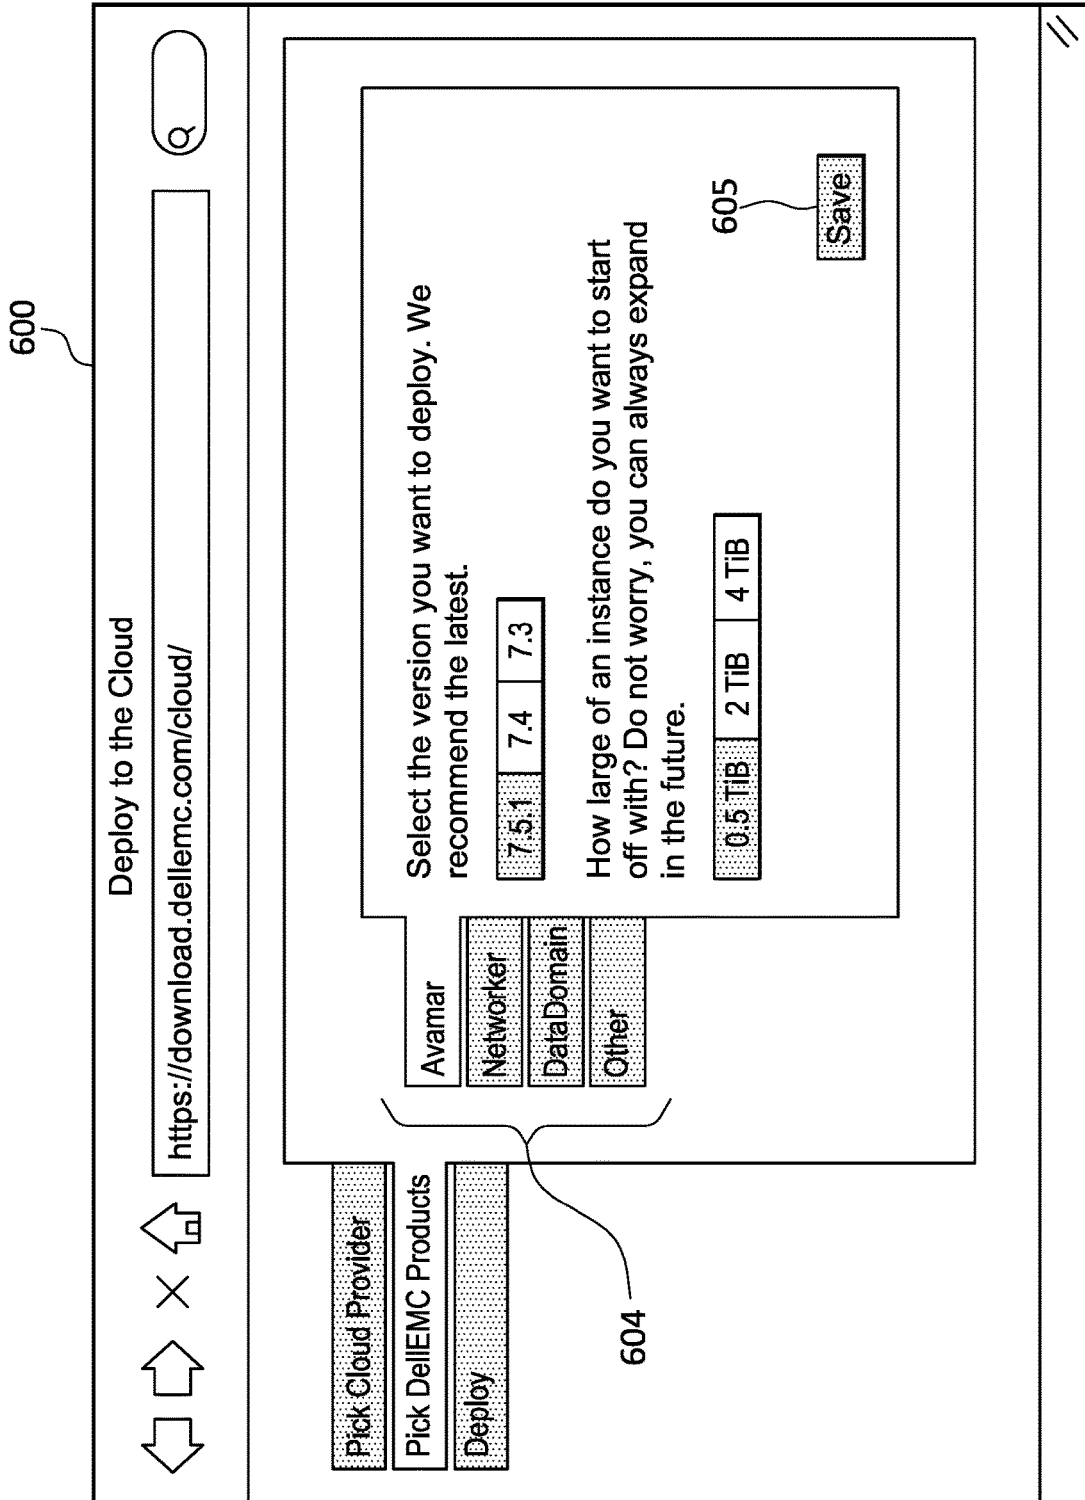 600
Deploy to the Cloud
https://download.dellemc.com/cloud/
Pick Cloud Provider
Pick DellEMC Products
Deploy
604
Avamar
Networker
DataDomain
Other
Select the version you want to deploy. We
recommend the latest.
7.5.1 7.4 7.3
How large of an instance do you want to start
off with? Do not worry, you can always expand
in the future.
0.5 TiB 2 TiB 4 TiB
605
Save